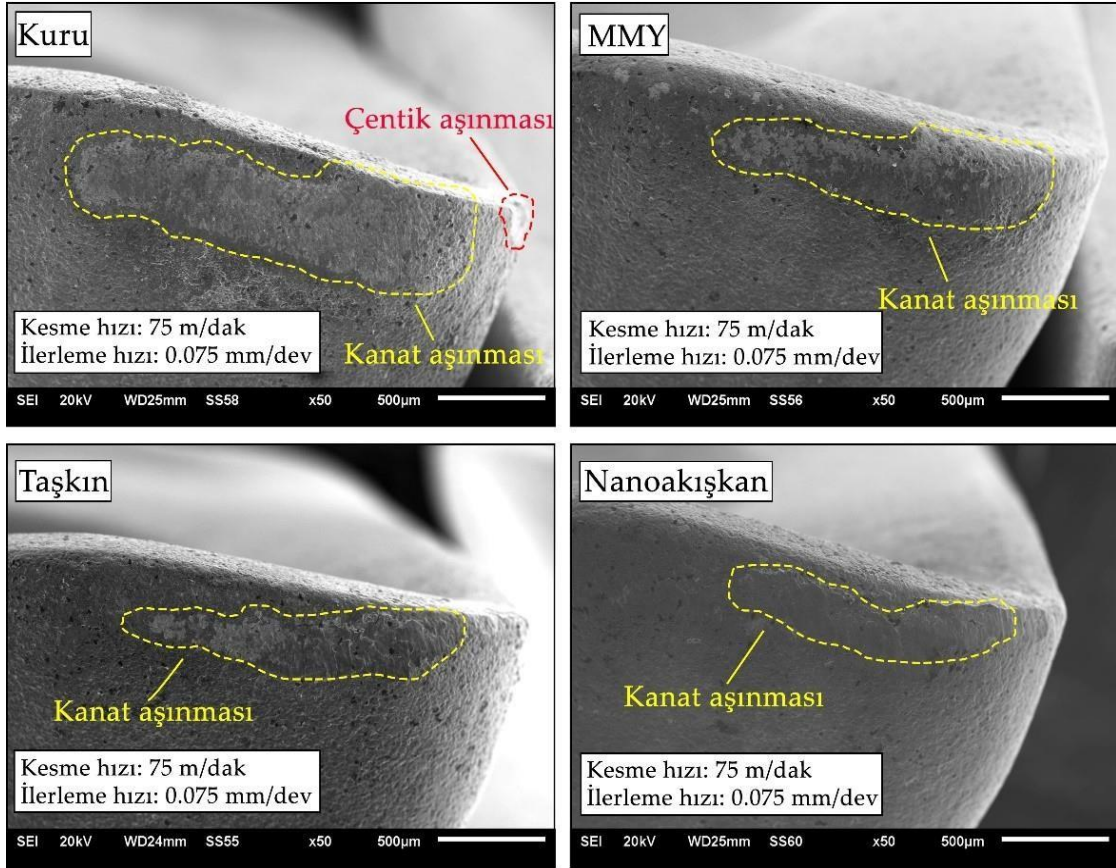 Kuru
Çentik aşınması
Kanat aşınması
Kesme hızı: 75 m/dak
İlerleme hızı: 0.075 mm/dev
SEI 20kV WD25mm SS58 x50 500µm
MMY
Kanat aşınması
Kesme hızı: 75 m/dak
İlerleme hızı: 0.075 mm/dev
SEI 20kV WD25mm SS56 x50 500µm
Taşkın
Kanat aşınması
Kesme hızı: 75 m/dak
İlerleme hızı: 0.075 mm/dev
SEI 20kV WD24mm SS55 x50 500µm
Nanoakışkan
Kanat aşınması
Kesme hızı: 75 m/dak
İlerleme hızı: 0.075 mm/dev
SEI 20kV WD25mm SS60 x50 500µm